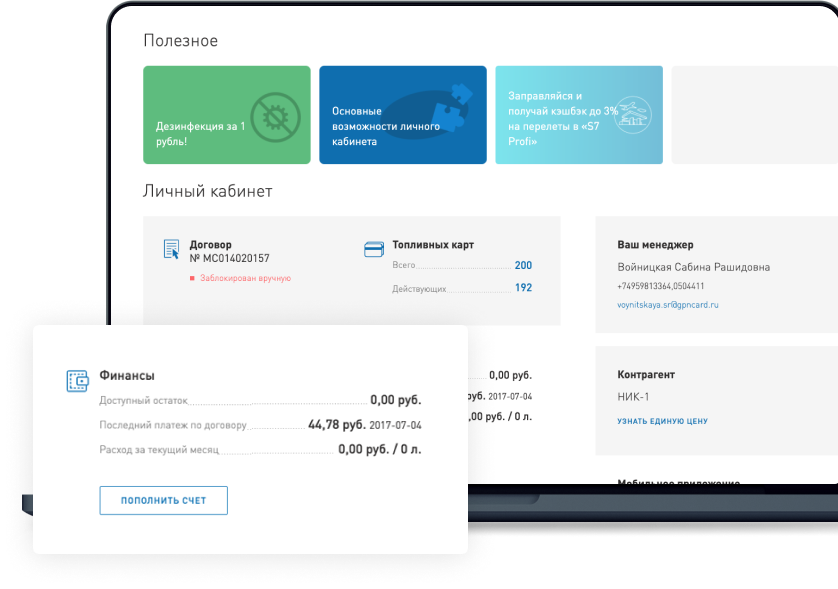 Полезное
Дезинфекция за 1
рубль!
Основные
возможности личного
кабинета
Заправляйся и
получай кэшбэк до 3%
на перелеты в «S7
Profi»
Личный кабинет
Договор
№ МС014020157
Заблокирован вручную
Топливных карт
Всего 200
Действующих 192
Ваш менеджер
Войницкая Сабина Рашидовна
+74959813364,0504411
voynitskaya.sr@gpncard.ru
Контрагент
НИК-1
УЗНАТЬ ЕДИНУЮ ЦЕНУ
Мобильное приложение
0,00 руб.
руб. 2017-07-04
,00 руб. / 0 л.
Финансы
Доступный остаток 0,00 руб.
Последний платеж по договору 44,78 руб. 2017-07-04
Расход за текущий месяц 0,00 руб. / 0 л.
ПОПОЛНИТЬ СЧЕТ